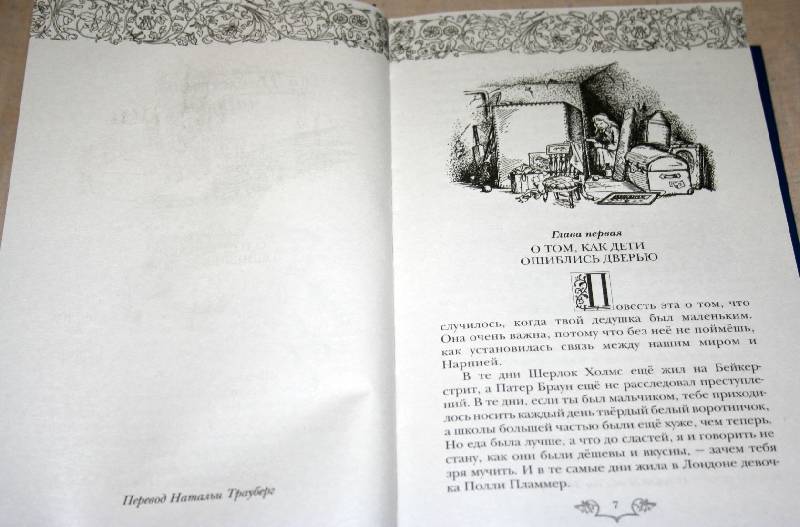 Перевод Натальи Трауберг
Глава первая
О ТОМ, КАК ДЕТИ
ОШИБЛИСЬ ДВЕРЬЮ
Повесть эта о том, что
случилось, когда твой дедушка был маленьким.
Она очень важна, потому что без неё не поймёшь,
как установилась связь между нашим миром и
Нарнией.
В те дни Шерлок Холмс ещё жил на Бейкер-
стрит, а Патер Браун ещё не расследовал преступле-
ний. В те дни, если ты был мальчиком, тебе приходи-
лось носить каждый день твёрдый белый воротничок,
а школы большей частью были ещё хуже, чем теперь.
Но еда была лучше, а что до сластей, я и говорить не
стану, как они были дёшевы и вкусны, – зачем тебя
зря мучить. И в те самые дни жила в Лондоне девоч-
ка Полли Пламмер.
7